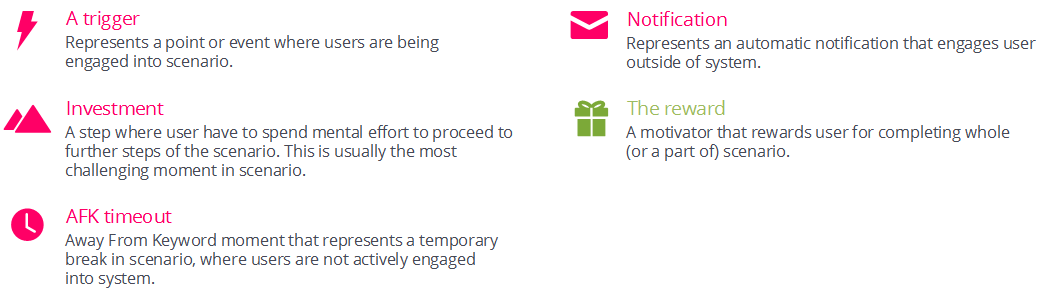 A trigger
Represents a point or event where users are being
engaged into scenario.
Investment
A step where user have to spend mental effort to proceed to
further steps of the scenario. This is usually the most
challenging moment in scenario.
AFK timeout
Away From Keyword moment that represents a temporary
break in scenario, where users are not actively engaged
into system.
Notification
Represents an automatic notification that engages user
outside of system.
The reward
A motivator that rewards user for completing whole
(or a part of) scenario.